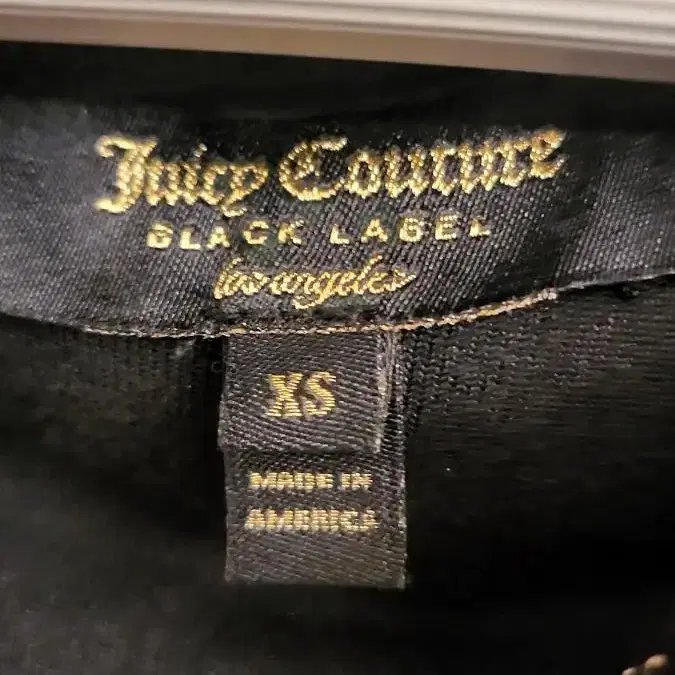 Juicy Couture
BLACK LABEL
los angeles
XS
MADE IN
AMERICA